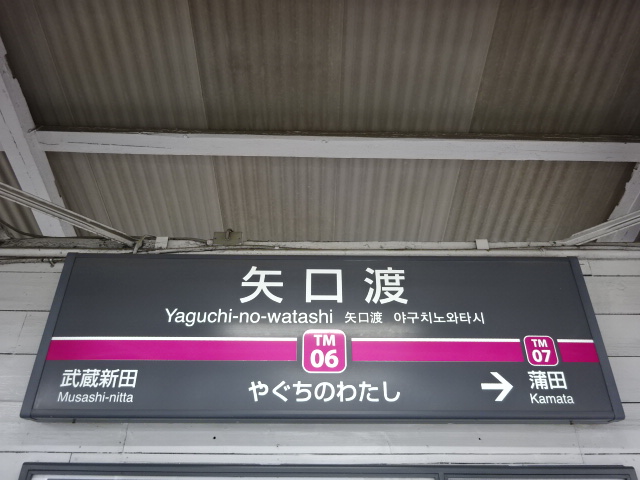 矢口渡
Yaguchi-no-watashi 矢口渡 야구치노와타시
TM
06
TM
07
武蔵新田
Musashi-nitta
やぐちのわたし
蒲田
Kamata